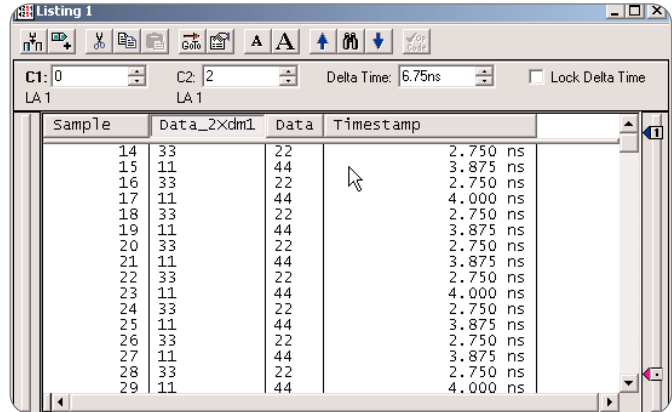 Listing 1
GoTo A A Op Code
C1: 0 C2: 2 Delta Time: 6.75ns Lock Delta Time
LA 1 LA 1
Sample Data_2Xdm1 Data Timestamp
14 33 22 2.750 ns
15 11 44 3.875 ns
16 33 22 2.750 ns
17 11 44 4.000 ns
18 33 22 2.750 ns
19 11 44 3.875 ns
20 33 22 2.750 ns
21 11 44 3.875 ns
22 33 22 2.750 ns
23 11 44 4.000 ns
24 33 22 2.750 ns
25 11 44 3.875 ns
26 33 22 2.750 ns
27 11 44 3.875 ns
28 33 22 2.750 ns
29 11 44 4.000 ns
1